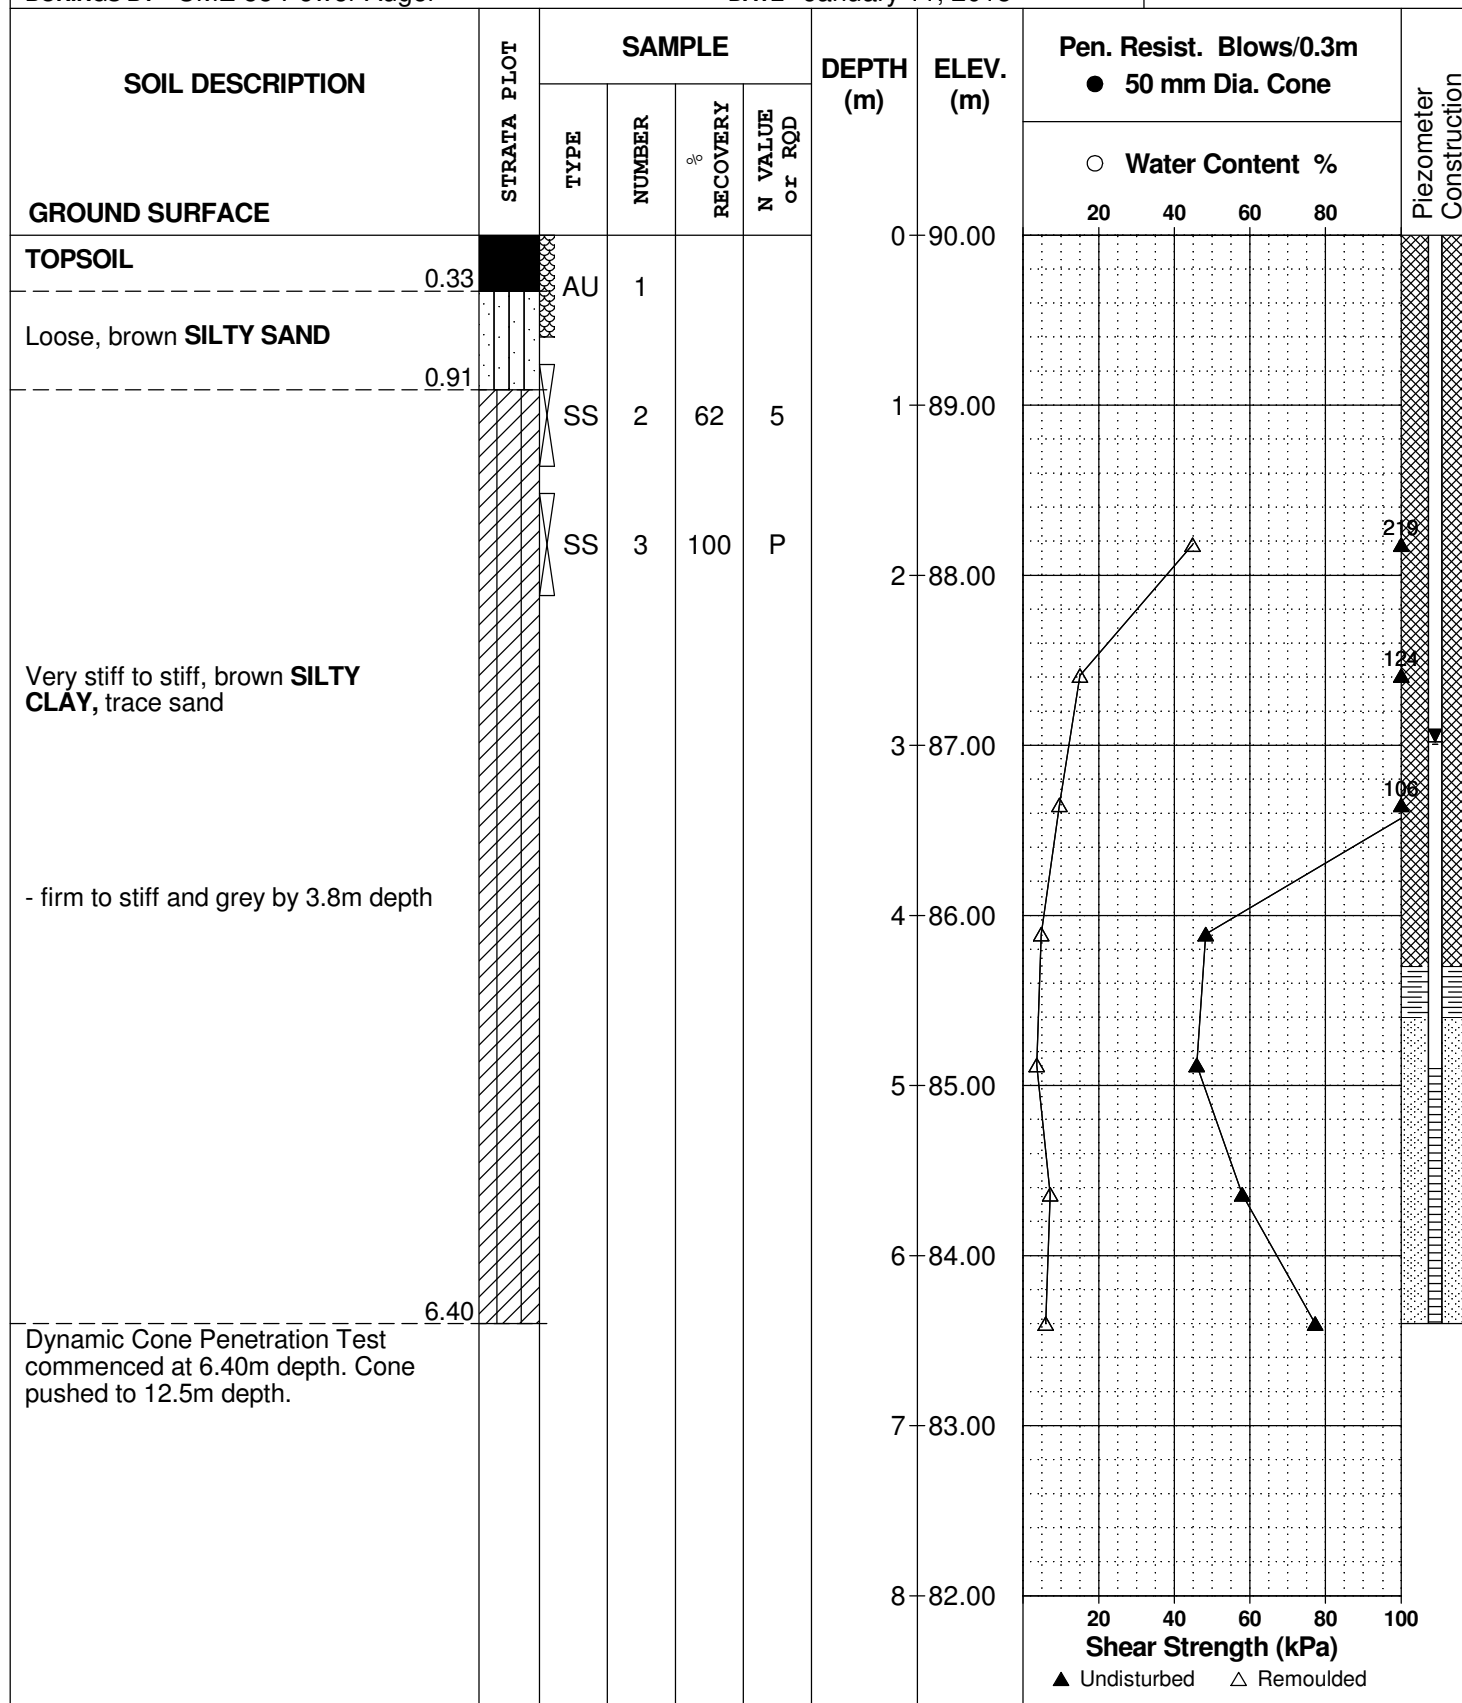 SOIL DESCRIPTION
GROUND SURFACE
STRATA PLOT
SAMPLE
TYPE
NUMBER
%
RECOVERY
N VALUE
or RQD
DEPTH
(m)
ELEV.
(m)
Pen. Resist. Blows/0.3m
● 50 mm Dia. Cone
○ Water Content %
20 40 60 80
Piezometer
Construction
0 90.00
TOPSOIL
0.33
AU 1
Loose, brown SILTY SAND
0.91
1 89.00
SS 2 62 5
219
SS 3 100 P
2 88.00
124
Very stiff to stiff, brown SILTY
CLAY, trace sand
3 87.00
106
- firm to stiff and grey by 3.8m depth
4 86.00
5 85.00
6 84.00
6.40
Dynamic Cone Penetration Test
commenced at 6.40m depth. Cone
pushed to 12.5m depth.
7 83.00
8 82.00
20 40 60 80 100
Shear Strength (kPa)
▲ Undisturbed △ Remoulded